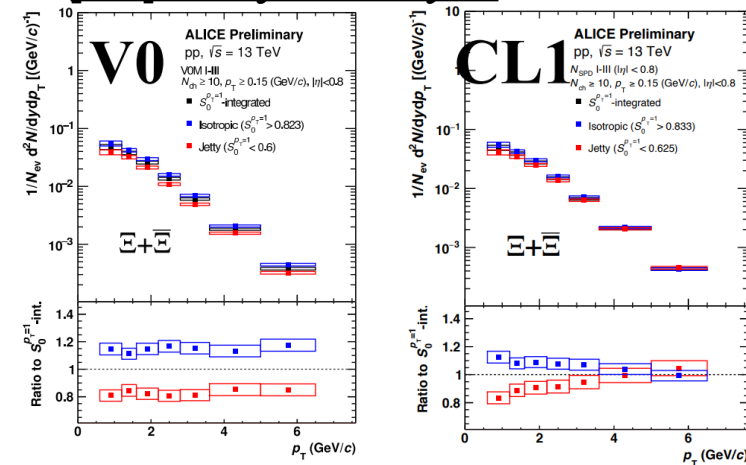 V0
ALICE Preliminary
pp, √s = 13 TeV
V0M I-III
N_ch ≥ 10, p_T ≥ 0.15 (GeV/c), |η|<0.8
S_0^{p_T=1}-integrated
Isotropic (S_0^{p_T=1} > 0.823)
Jetty (S_0^{p_T=1} < 0.6)
Ξ+Ξ̅
1/N_ev d²N/dydp_T [(GeV/c)⁻¹]
10
1
10⁻¹
10⁻²
10⁻³
Ratio to S_0^{p_T=1}-int.
1.4
1.2
1
0.8
0 2 4 6
p_T (GeV/c)
CL1
ALICE Preliminary
pp, √s = 13 TeV
N_SPD I-III (|η| < 0.8)
N_ch ≥ 10, p_T ≥ 0.15 (GeV/c), |η|<0.8
S_0^{p_T=1}-integrated
Isotropic (S_0^{p_T=1} > 0.833)
Jetty (S_0^{p_T=1} < 0.625)
Ξ+Ξ̅
1/N_ev d²N/dydp_T [(GeV/c)⁻¹]
10
1
10⁻¹
10⁻²
10⁻³
Ratio to S_0^{p_T=1}-int.
1.4
1.2
1.0
0.8
0 2 4 6
p_T (GeV/c)